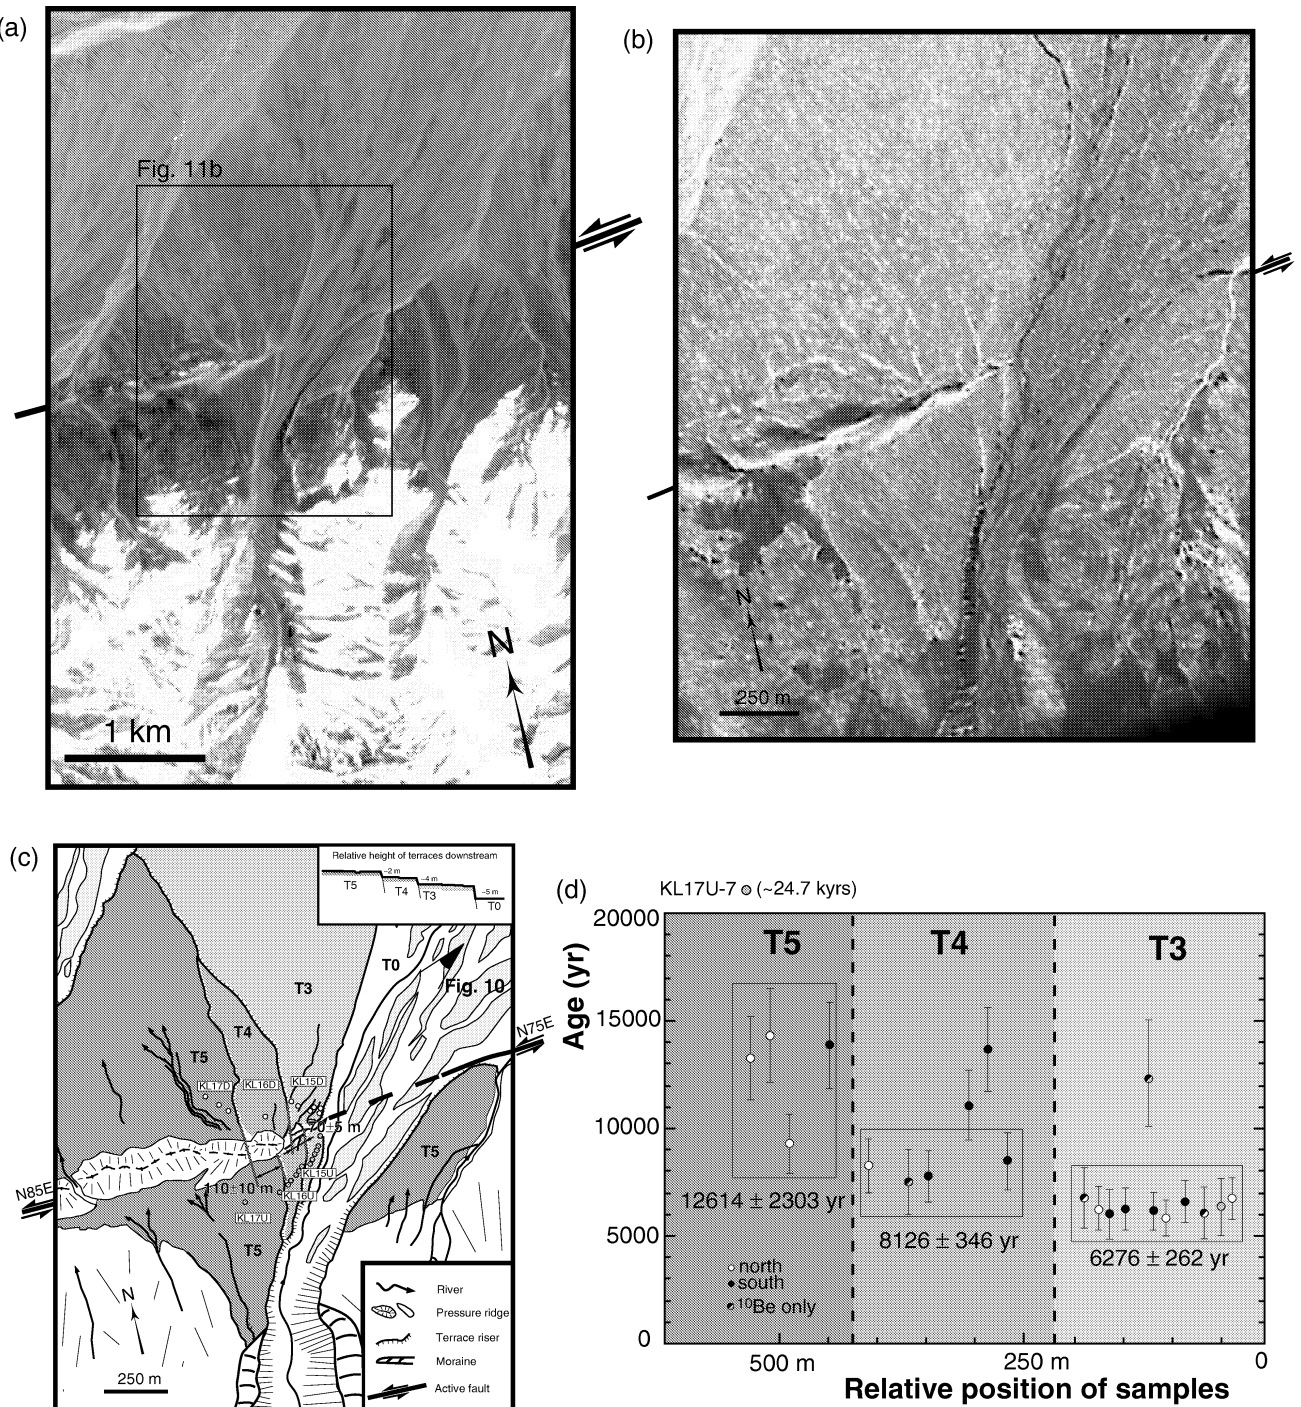 (a)
Fig. 11b
N
1 km
(b)
N
250 m
(c)
Relative height of terraces downstream
~2 m
~4 m
~5 m
T5
T4
T3
T0
T0
T3
Fig. 10
T4
N75E
T5
KL17D
KL16D
KL15D
70±5 m
T5
KL15U
N85E
110±10 m
KL16U
KL17U
T5
N
250 m
River
Pressure ridge
Terrace riser
Moraine
Active fault
(d)
KL17U-7 (~24.7 kyrs)
Age (yr)
20000
15000
10000
5000
0
T5
T4
T3
12614 ± 2303 yr
8126 ± 346 yr
6276 ± 262 yr
north
south
10Be only
500 m
250 m
0
Relative position of samples